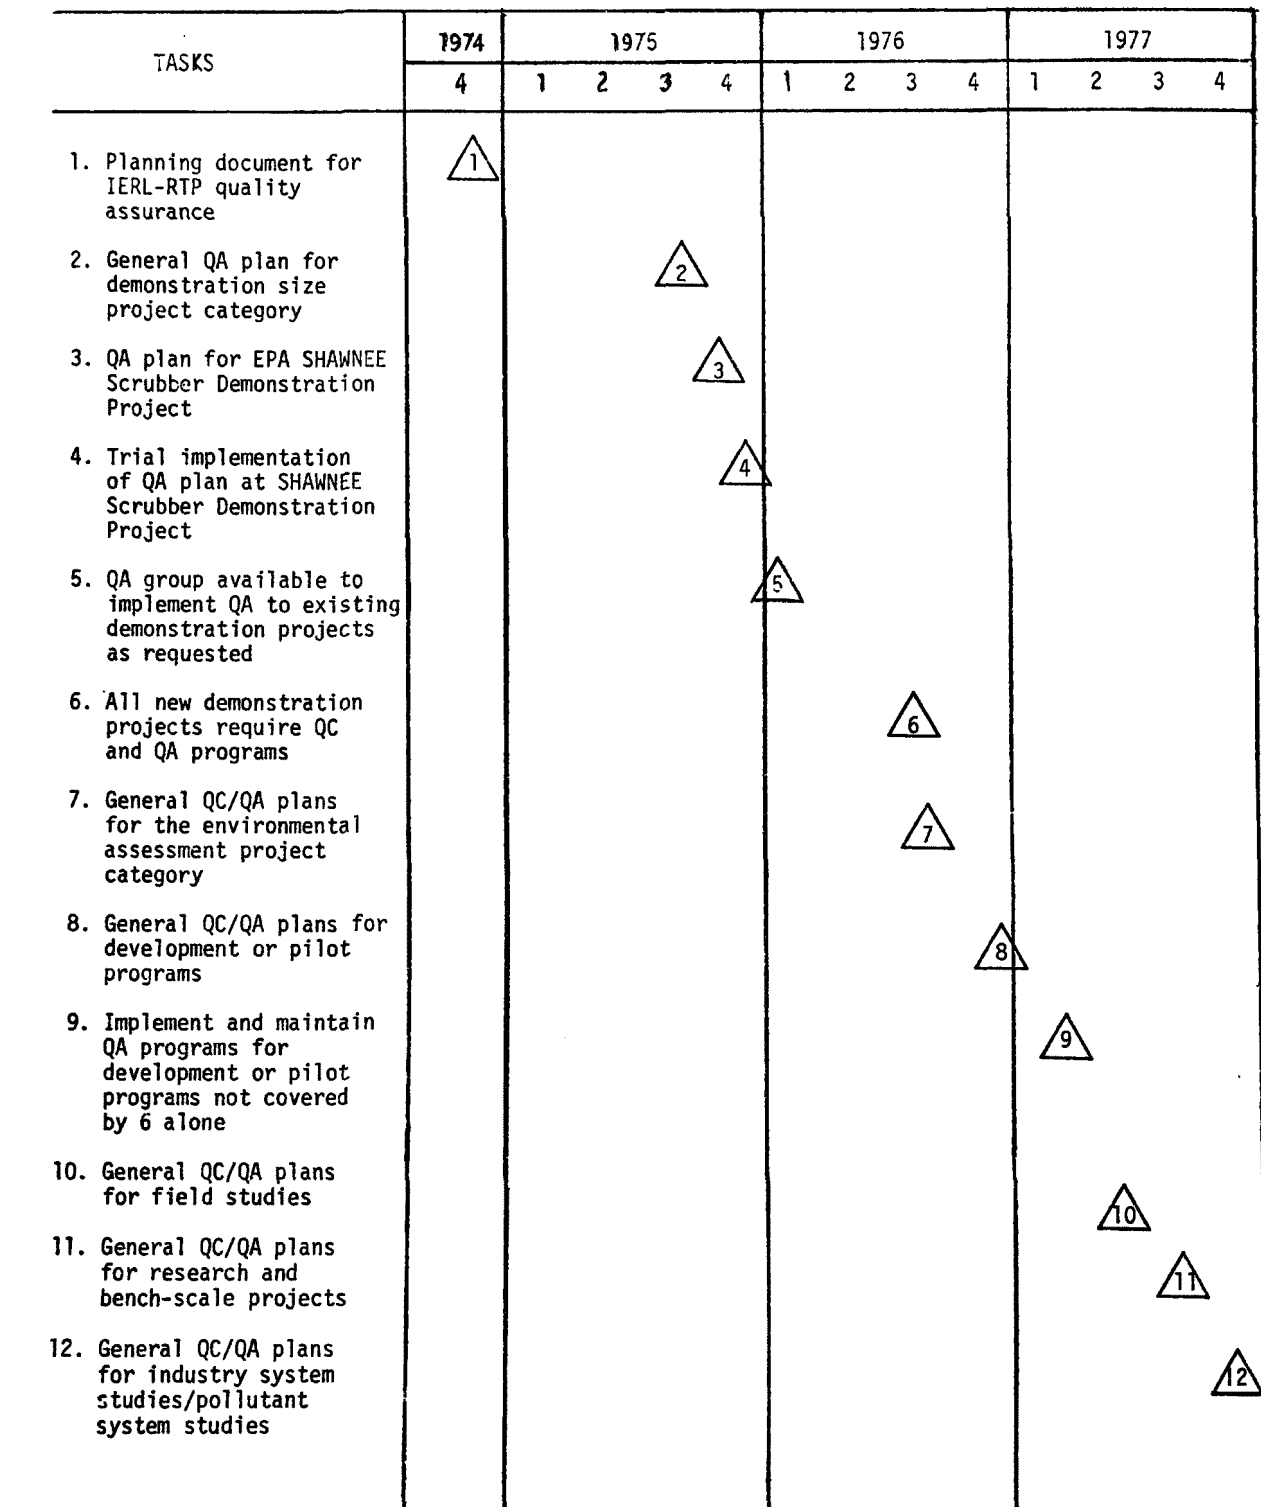 TASKS 1974 1975 1976 1977
4 1 2 3 4 1 2 3 4 1 2 3 4
1. Planning document for 1
IERL-RTP quality
assurance
2. General QA plan for 2
demonstration size
project category
3. QA plan for EPA SHAWNEE 3
Scrubber Demonstration
Project
4. Trial implementation 4
of QA plan at SHAWNEE
Scrubber Demonstration
Project
5. QA group available to 5
implement QA to existing
demonstration projects
as requested
6. All new demonstration 6
projects require QC
and QA programs
7. General QC/QA plans 7
for the environmental
assessment project
category
8. General QC/QA plans for 8
development or pilot
programs
9. Implement and maintain 9
QA programs for
development or pilot
programs not covered
by 6 alone
10. General QC/QA plans 10
for field studies
11. General QC/QA plans 11
for research and
bench-scale projects
12. General QC/QA plans 12
for industry system
studies/pollutant
system studies